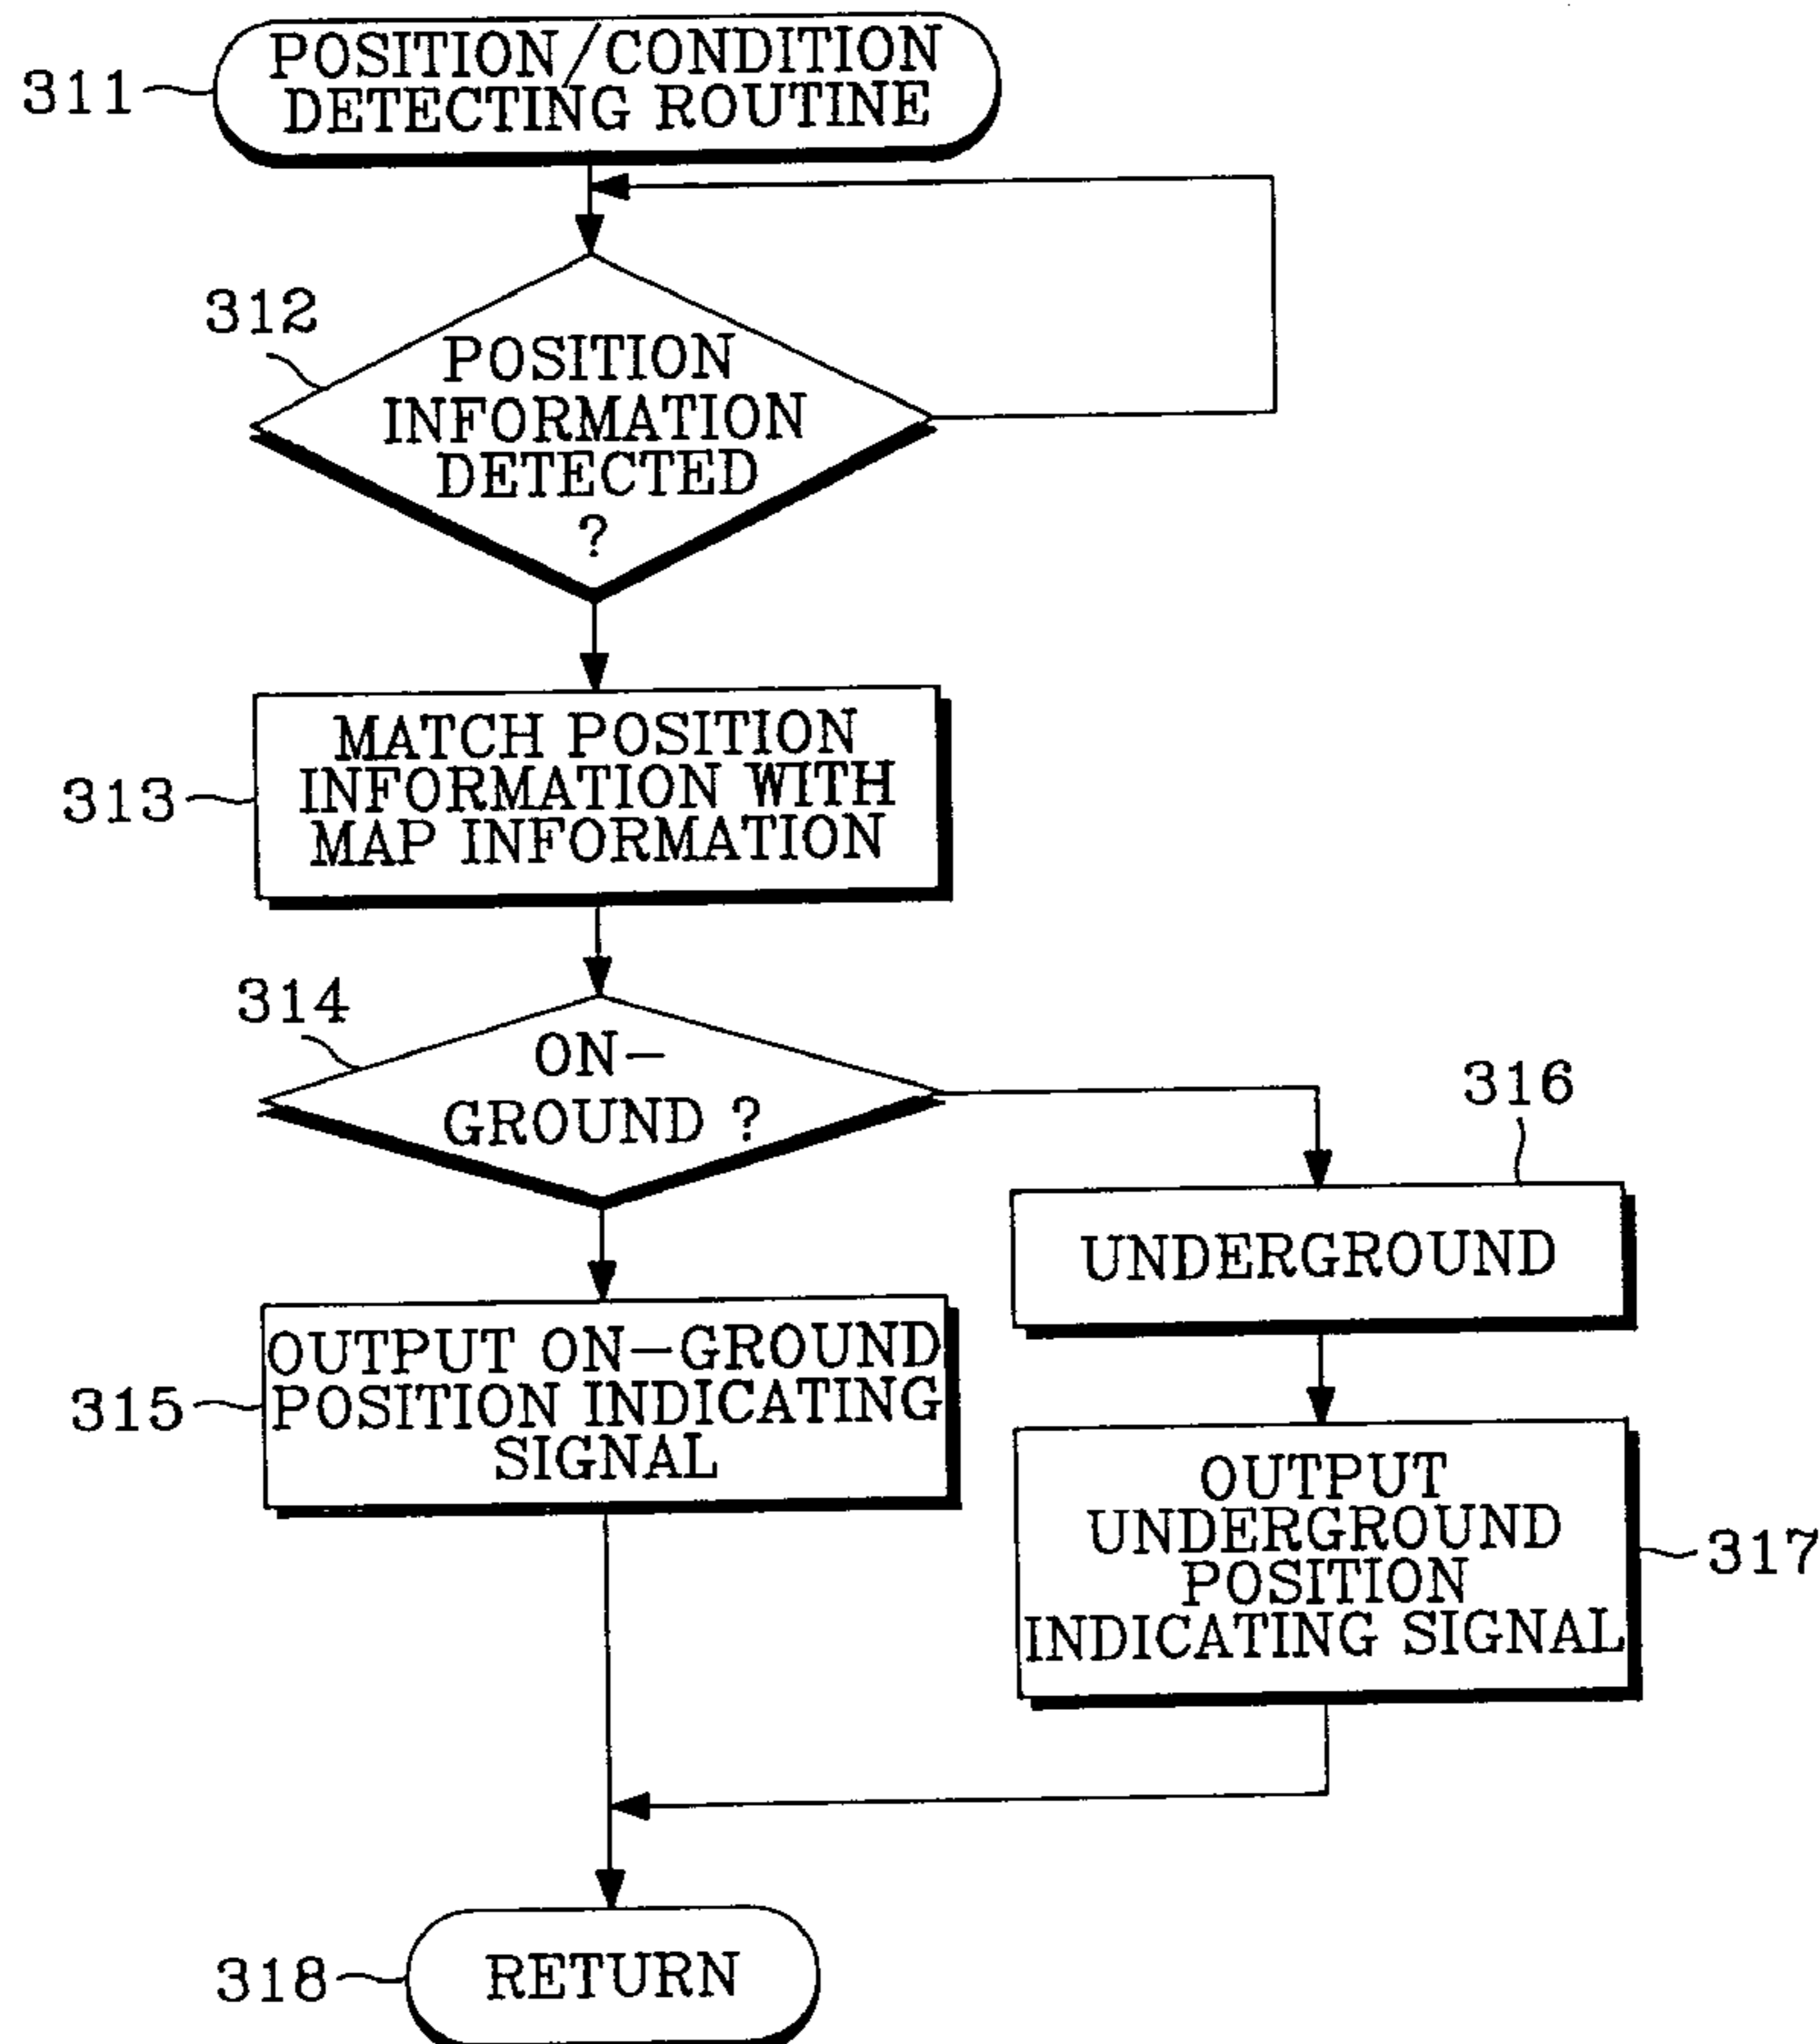 311
POSITION/CONDITION
DETECTING ROUTINE
312
POSITION
INFORMATION
DETECTED
?
313
MATCH POSITION
INFORMATION WITH
MAP INFORMATION
314
ON-
GROUND ?
316
UNDERGROUND
315
OUTPUT ON-GROUND
POSITION INDICATING
SIGNAL
OUTPUT
UNDERGROUND
POSITION
INDICATING SIGNAL
317
318
RETURN